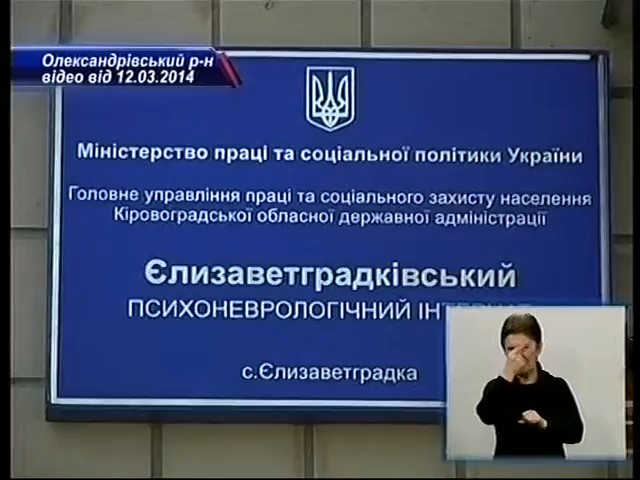 Олександрівський р-н
відео від 12.03.2014
Міністерство праці та соціальної політики України
Головне управління праці та соціального захисту населення
Кіровоградської обласної державної адміністрації
Єлизаветградківський
ПСИХОНЕВРОЛОГІЧНИЙ
с.Єлизаветградка